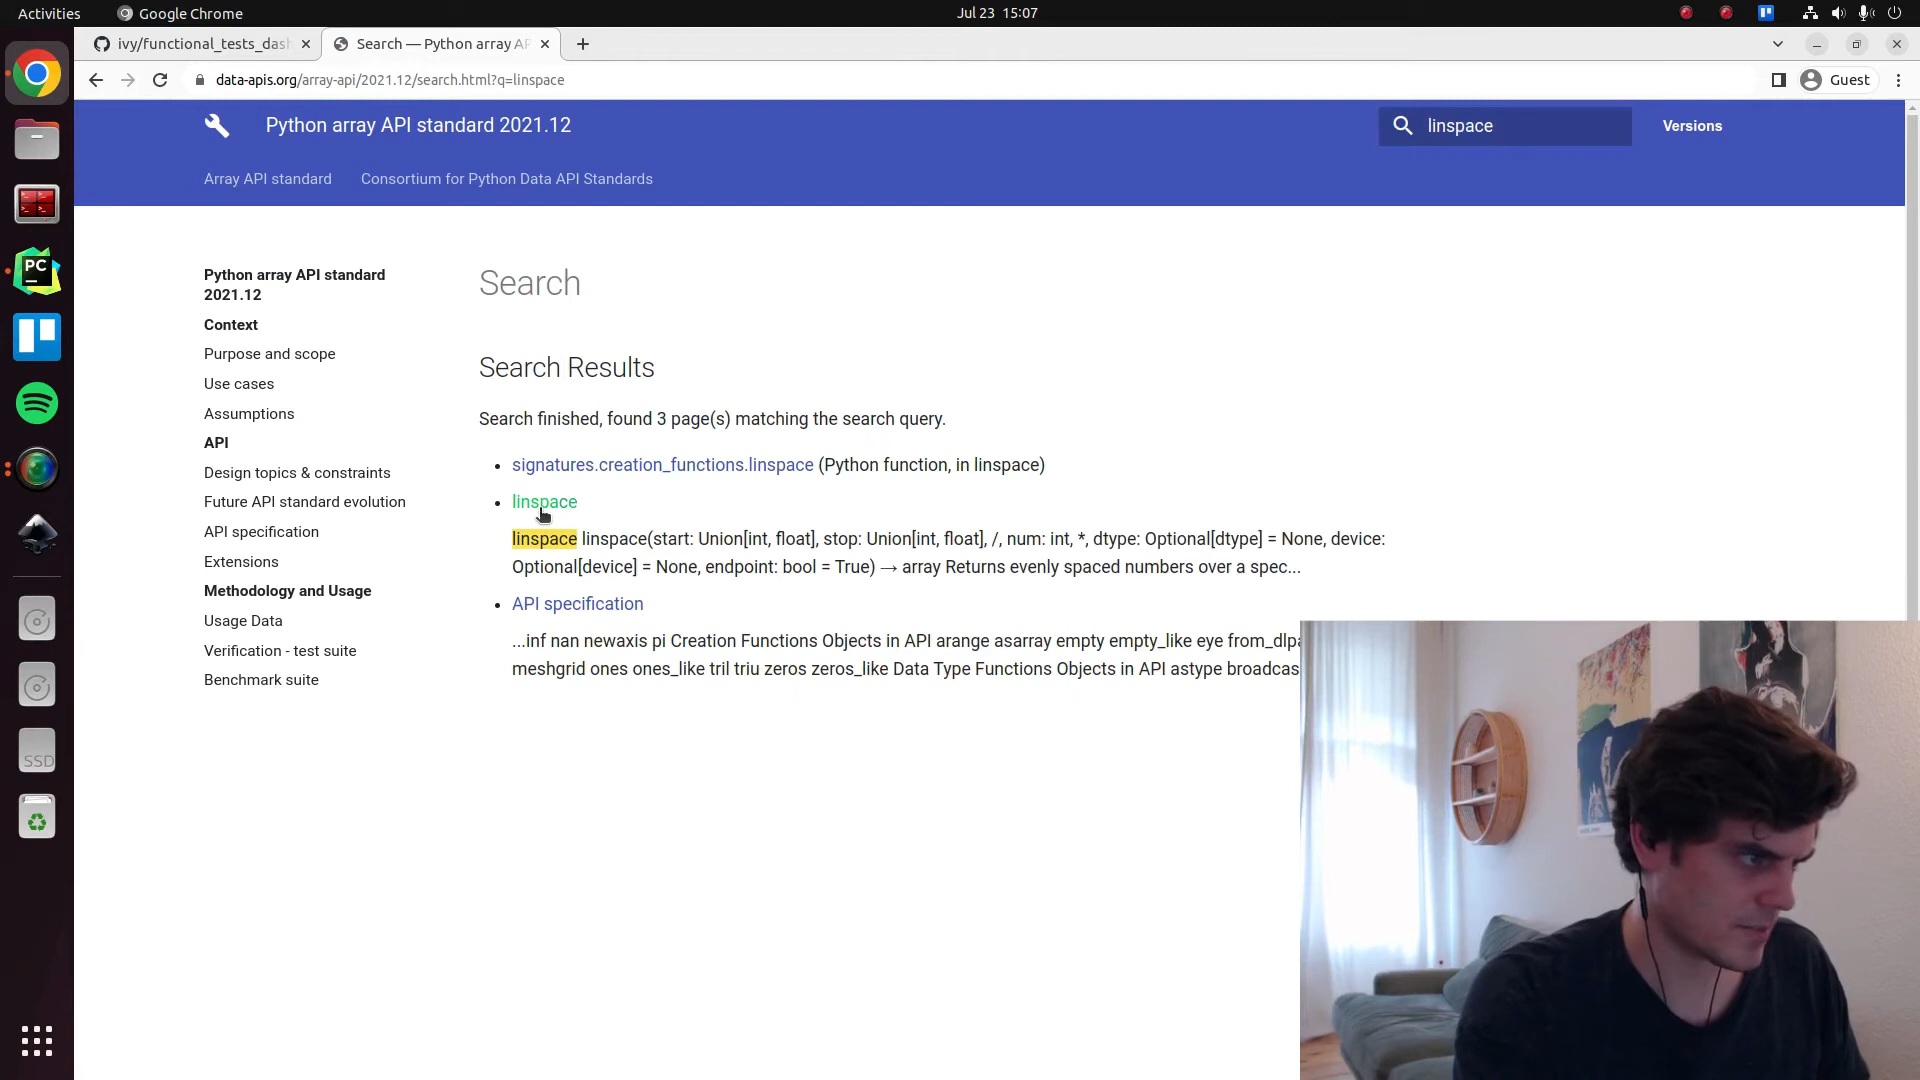 Activities
Google Chrome
Jul 23 15:07
ivy/functional_tests_dash
Search — Python array AP
data-apis.org/array-api/2021.12/search.html?q=linspace
Guest
Python array API standard 2021.12
linspace
Versions
Array API standard
Consortium for Python Data API Standards
Python array API standard
2021.12
Context
Purpose and scope
Use cases
Assumptions
API
Design topics & constraints
Future API standard evolution
API specification
Extensions
Methodology and Usage
Usage Data
Verification - test suite
Benchmark suite
Search
Search Results
Search finished, found 3 page(s) matching the search query.
signatures.creation_functions.linspace (Python function, in linspace)
linspace
linspace linspace(start: Union[int, float], stop: Union[int, float], /, num: int, *, dtype: Optional[dtype] = None, device:
Optional[device] = None, endpoint: bool = True) → array Returns evenly spaced numbers over a spec...
API specification
...inf nan newaxis pi Creation Functions Objects in API arange asarray empty empty_like eye from_dlpa
meshgrid ones ones_like tril triu zeros zeros_like Data Type Functions Objects in API astype broadcas
PC
SSD